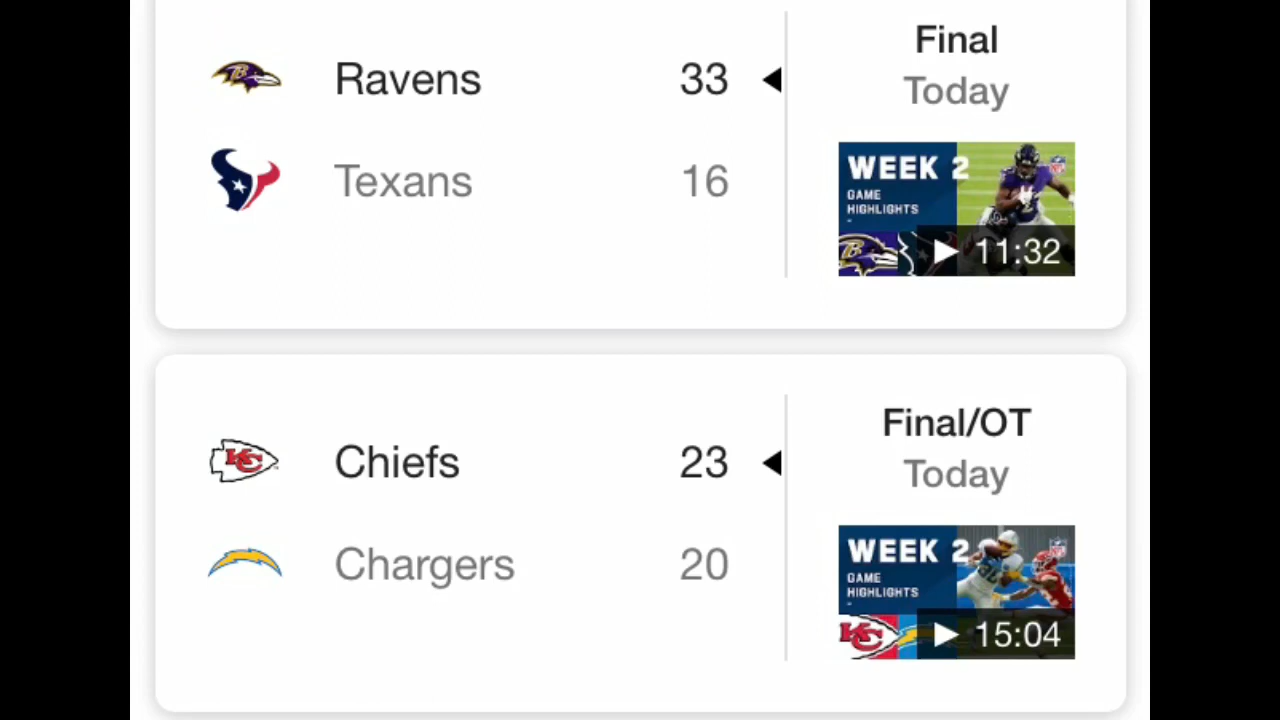 Ravens 33
Final
Today
Texans 16
WEEK 2
GAME
HIGHLIGHTS
11:32
Chiefs 23
Final/OT
Today
Chargers 20
WEEK 2
GAME
HIGHLIGHTS
KC
15:04